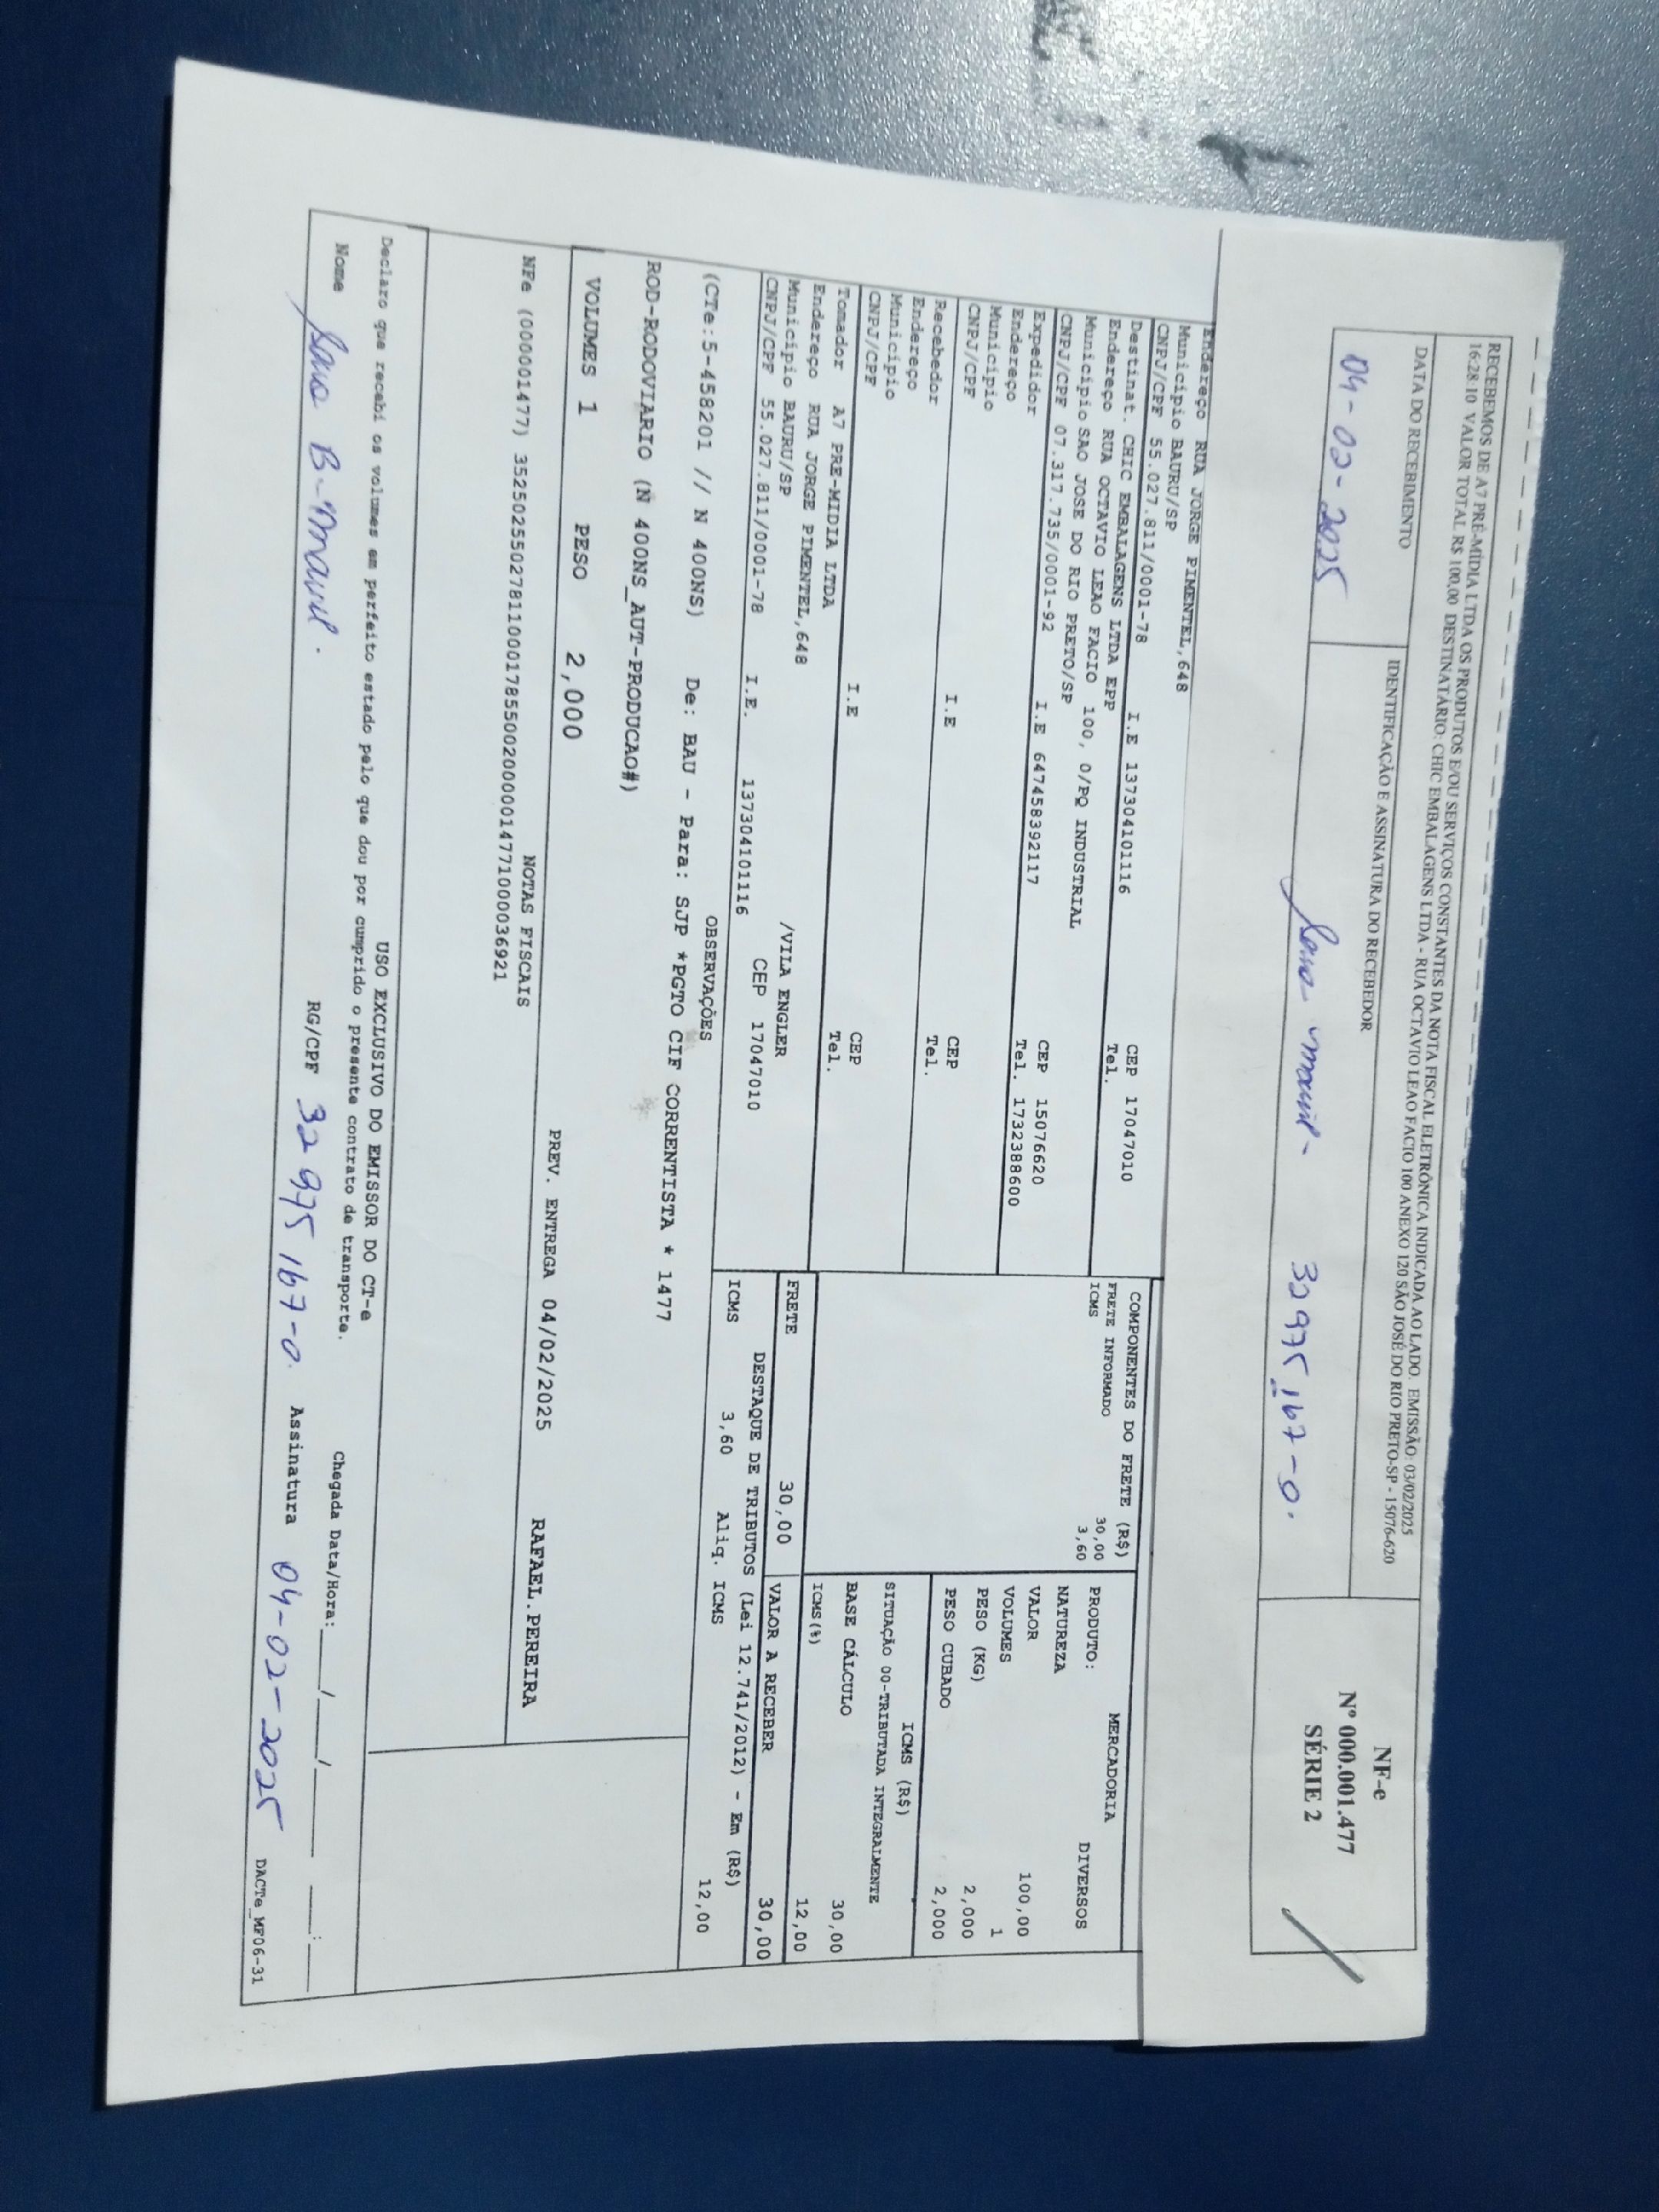 RECEBEMOS DE A7 PRÉ-MÍDIA LTDA OS PRODUTOS E/OU SERVIÇOS CONSTANTES DA NOTA FISCAL ELETRÔNICA INDICADA AO LADO. EMISSÃO: 03/02/2025
16:28:10 VALOR TOTAL R$ 100,00 DESTINATÁRIO: CHIC EMBALAGENS LTDA - RUA OCTAVIO LEAO FACIO 100 ANEXO 120 SÃO JOSÉ DO RIO PRETO-SP - 15076-620
DATA DO RECEBIMENTO
IDENTIFICAÇÃO E ASSINATURA DO RECEBEDOR
04-02-2025
32975167-0.
NF-e
Nº 000.001.477
SÉRIE 2
Endereço RUA JORGE PIMENTEL,648
Município BAURU/SP
CEP 17047010
CNPJ/CPF 55.027.811/0001-78 I.E 137304101116 Tel.
Destinat. CHIC EMBALAGENS LTDA EPP
Endereço RUA OCTAVIO LEAO FACIO 100, 0/PQ INDUSTRIAL
Município SAO JOSE DO RIO PRETO/SP CEP 15076620
CNPJ/CPF 07.317.735/0001-92 I.E 647458392117 Tel. 1732388600
Expedidor
Endereço
Município CEP
CNPJ/CPF I.E Tel.
Recebedor
Endereço
Município CEP
CNPJ/CPF I.E Tel.
Tomador A7 PRE-MIDIA LTDA
Endereço RUA JORGE PIMENTEL,648 /VILA ENGLER
Município BAURU/SP CEP 17047010
CNPJ/CPF 55.027.811/0001-78 I.E. 137304101116
COMPONENTES DO FRETE (R$)
FRETE INFORMADO 30,00
ICMS 3,60
MERCADORIA
PRODUTO: DIVERSOS
NATUREZA
VALOR 100,00
VOLUMES 1
PESO (KG) 2,000
PESO CUBADO 2,000
ICMS (R$)
SITUAÇÃO 00-TRIBUTADA INTEGRALMENTE
BASE CÁLCULO 30,00
ICMS(%) 12,00
FRETE 30,00 VALOR A RECEBER 30,00
DESTAQUE DE TRIBUTOS (Lei 12.741/2012) - Em (R$)
ICMS 3,60 Aliq. ICMS 12,00
OBSERVAÇÕES
(CTe:5-458201 // N 400NS) De: BAU - Para: SJP *PGTO CIF CORRENTISTA * 1477
ROD-RODOVIARIO (N 400NS_AUT-PRODUCAO#)
VOLUMES 1 PESO 2,000 PREV. ENTREGA 04/02/2025 RAFAEL.PEREIRA
NOTAS FISCAIS
NFe (000001477) 35250255027811000178550020000014771000036921
USO EXCLUSIVO DO EMISSOR DO CT-e
Declaro que recebi os volumes em perfeito estado pelo que dou por cumprido o presente contrato de transporte.
Chegada Data/Hora:____/____/______ ____:____
Nome RG/CPF 32975167-0. Assinatura 04-02-2025
DACTe_MF06-31